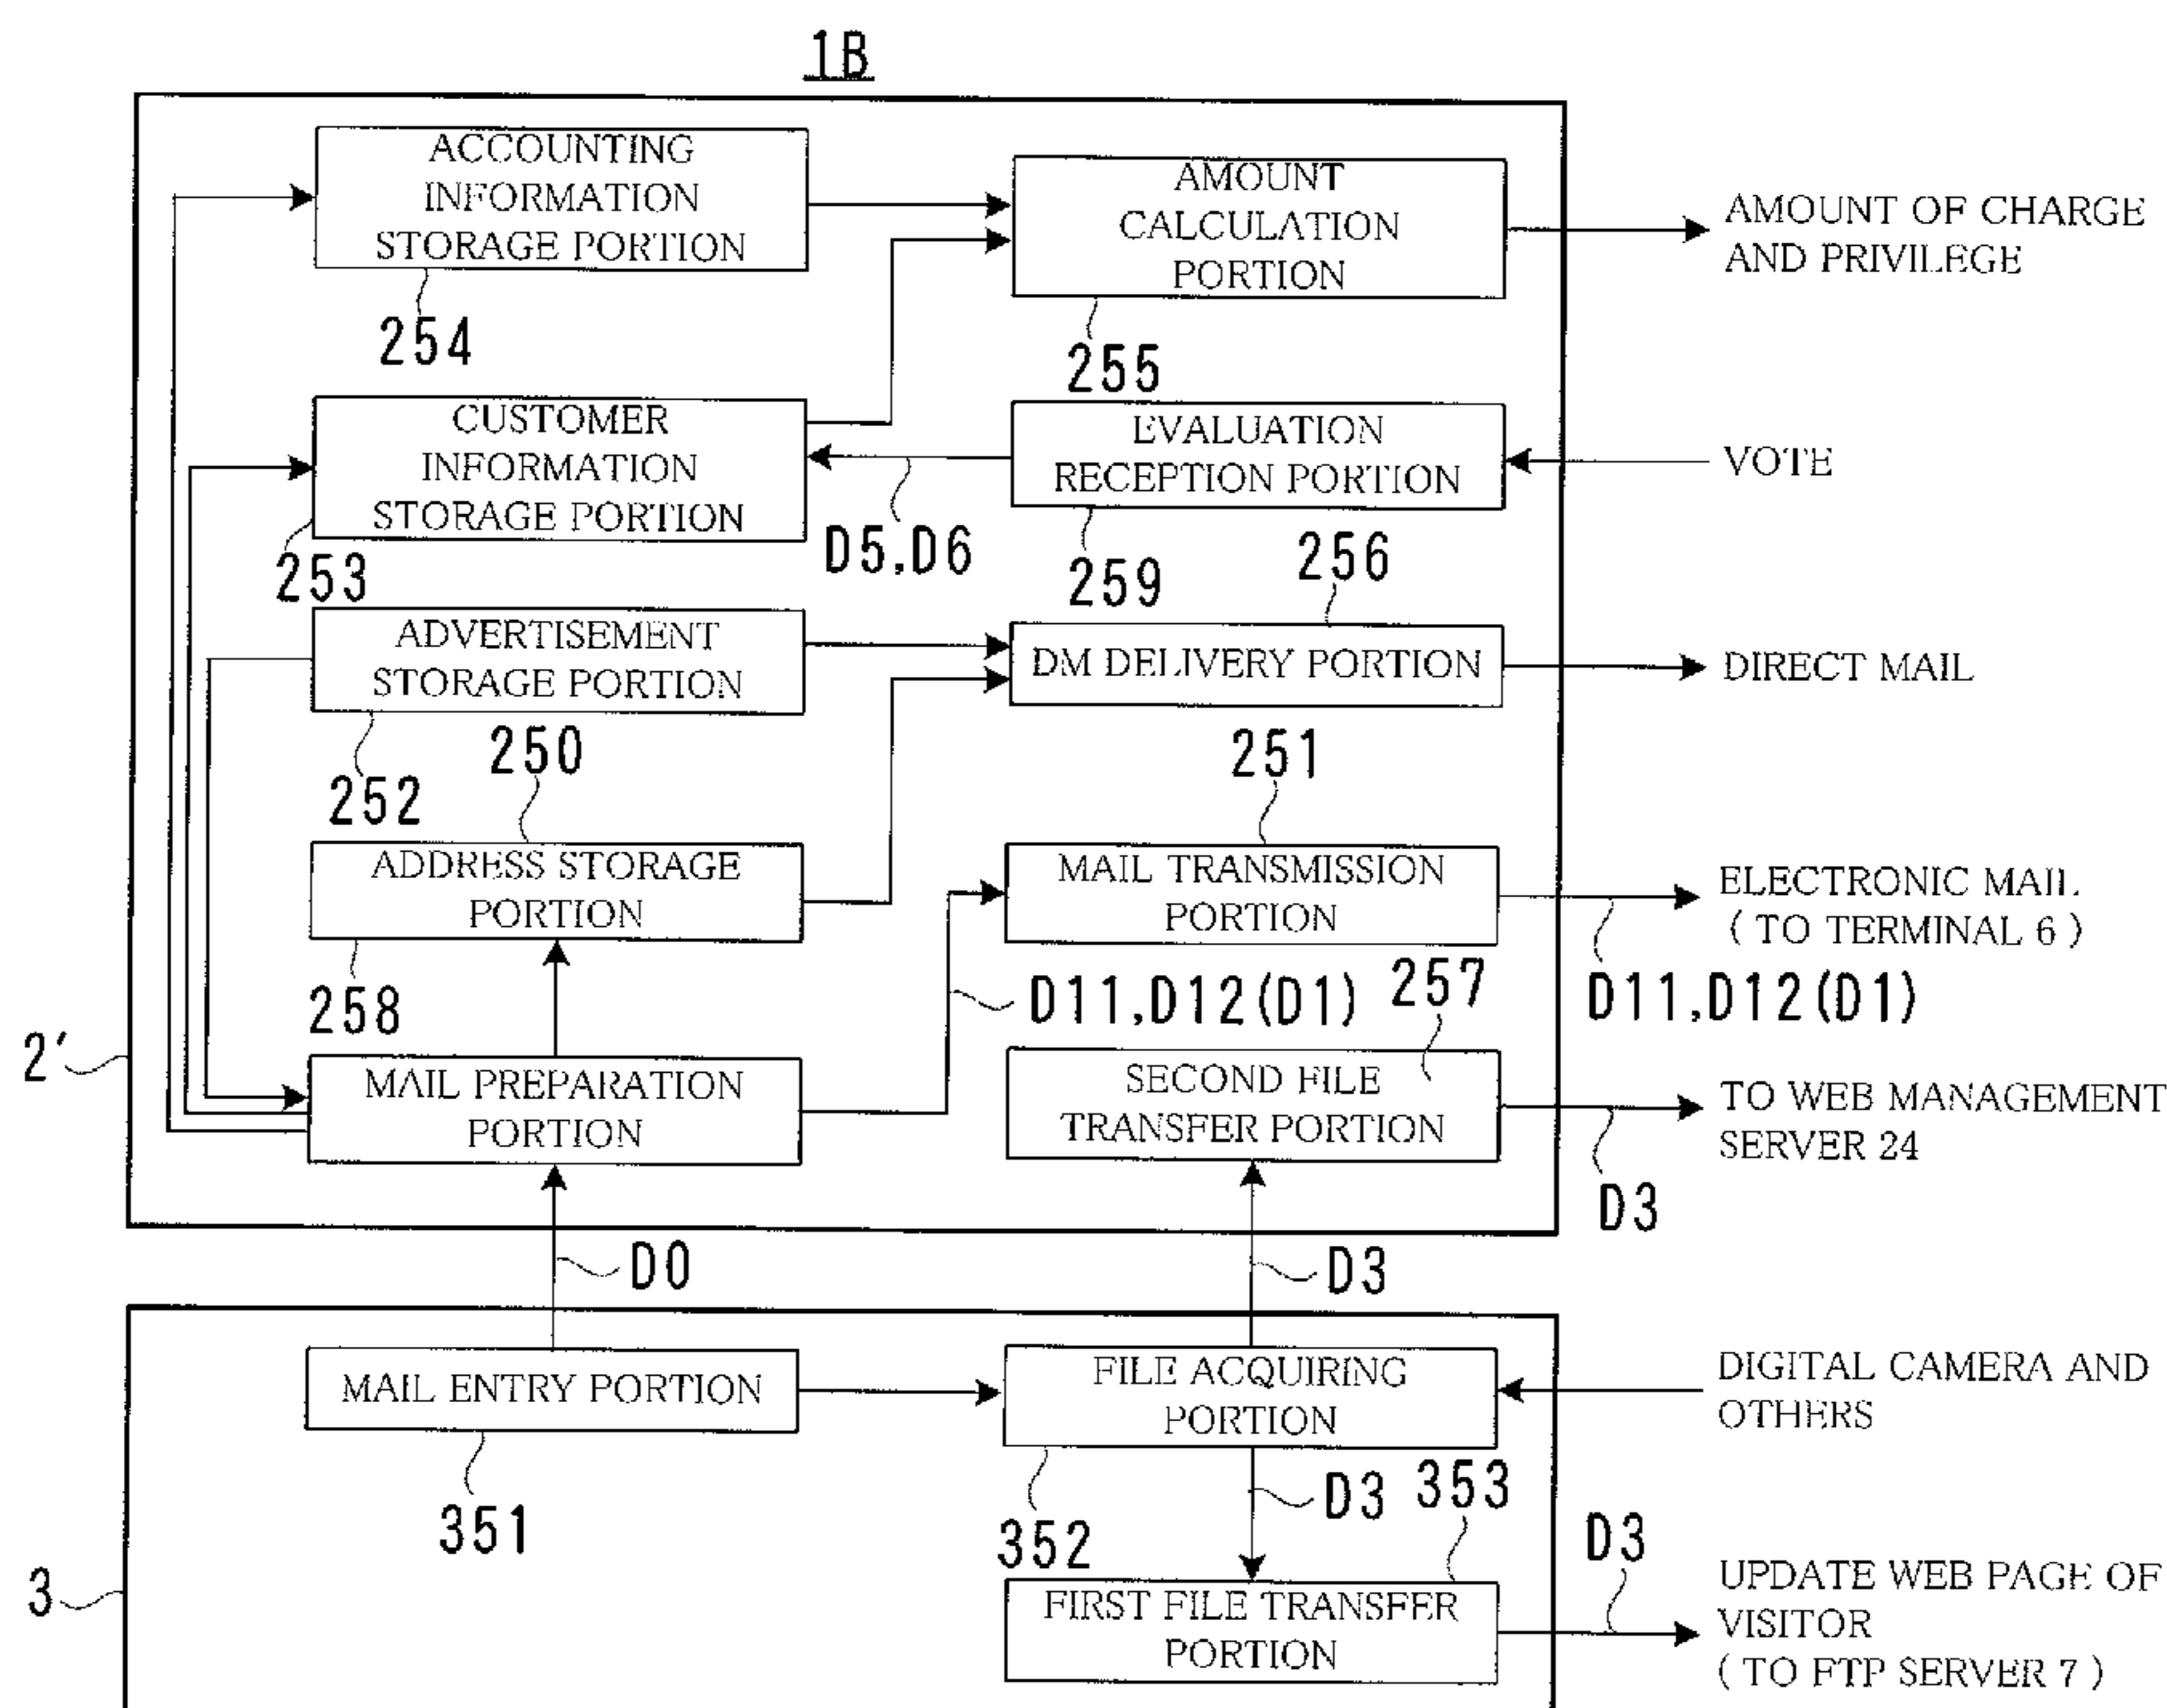 1B
ACCOUNTING
INFORMATION
STORAGE PORTION
254
AMOUNT
CALCULATION
PORTION
255
AMOUNT OF CHARGE
AND PRIVILEGE
CUSTOMER
INFORMATION
STORAGE PORTION
253
D5,D6
EVALUATION
RECEPTION PORTION
259
VOTE
256
ADVERTISEMENT
STORAGE PORTION
252
DM DELIVERY PORTION
DIRECT MAIL
250
251
ADDRESS STORAGE
PORTION
258
MAIL TRANSMISSION
PORTION
ELECTRONIC MAIL
( TO TERMINAL 6 )
D11,D12(D1)
257
D11,D12(D1)
2'
MAIL PREPARATION
PORTION
SECOND FILE
TRANSFER PORTION
TO WEB MANAGEMENT
SERVER 24
D3
D0
D3
MAIL ENTRY PORTION
351
FILE ACQUIRING
PORTION
352
DIGITAL CAMERA AND
OTHERS
D3
353
D3
3
FIRST FILE TRANSFER
PORTION
UPDATE WEB PAGE OF
VISITOR
( TO FTP SERVER 7 )